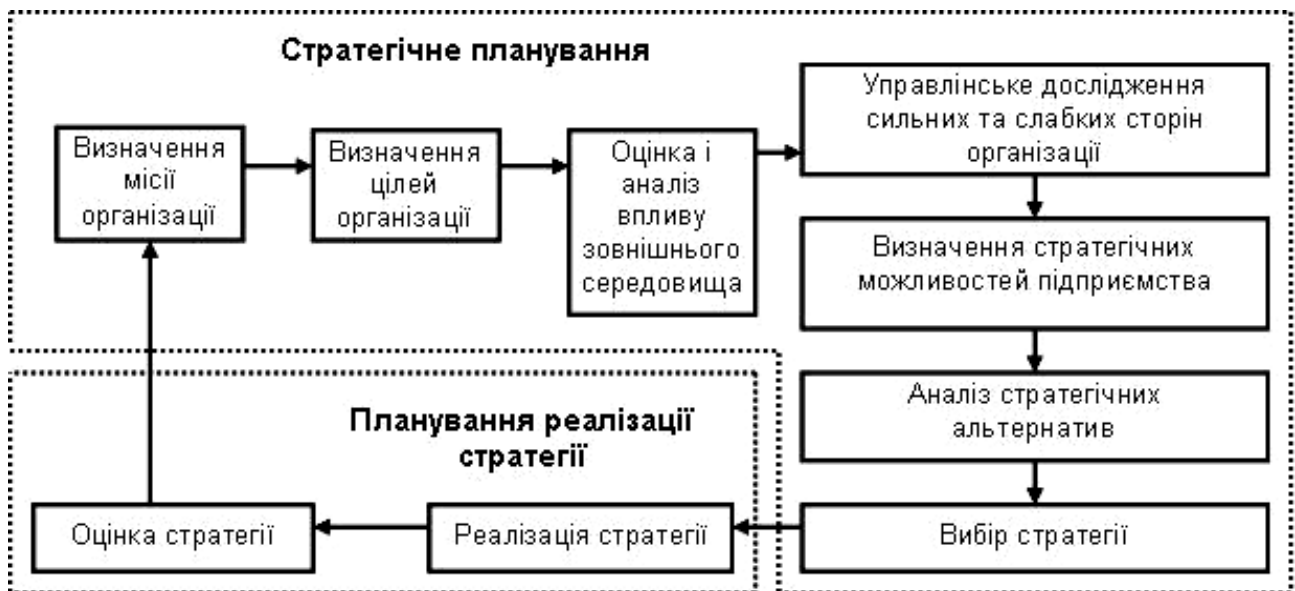 Стратегічне планування
Визначення
місії
організації
Визначення
цілей
організації
Оцінка і
аналіз
впливу
зовнішнього
середовища
Управлінське дослідження
сильних та слабких сторін
організації
Визначення стратегічних
можливостей підприємства
Аналіз стратегічних
альтернатив
Вибір стратегії
Планування реалізації
стратегії
Реалізація стратегії
Оцінка стратегії